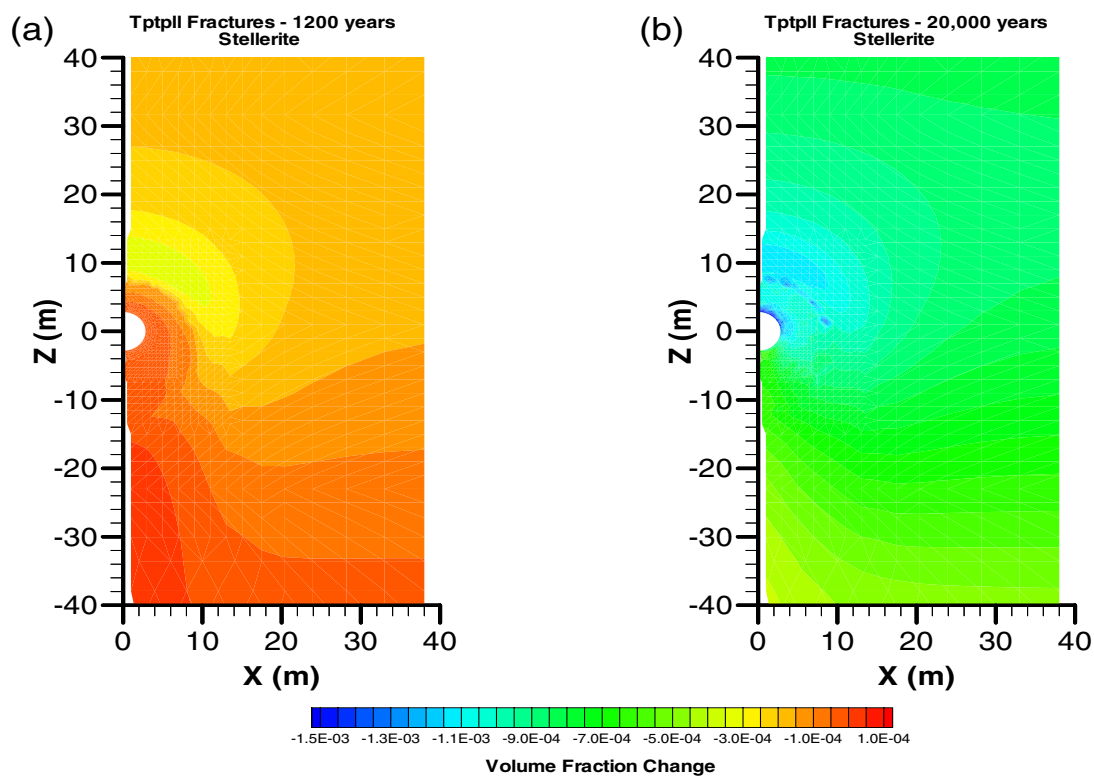 (a)
Tptpll Fractures - 1200 years
Stellerite
40
30
20
10
0
-10
-20
-30
-40
Z (m)
0 10 20 30 40
X (m)
(b)
Tptpll Fractures - 20,000 years
Stellerite
40
30
20
10
0
-10
-20
-30
-40
Z (m)
0 10 20 30 40
X (m)
-1.5E-03 -1.3E-03 -1.1E-03 -9.0E-04 -7.0E-04 -5.0E-04 -3.0E-04 -1.0E-04 1.0E-04
Volume Fraction Change